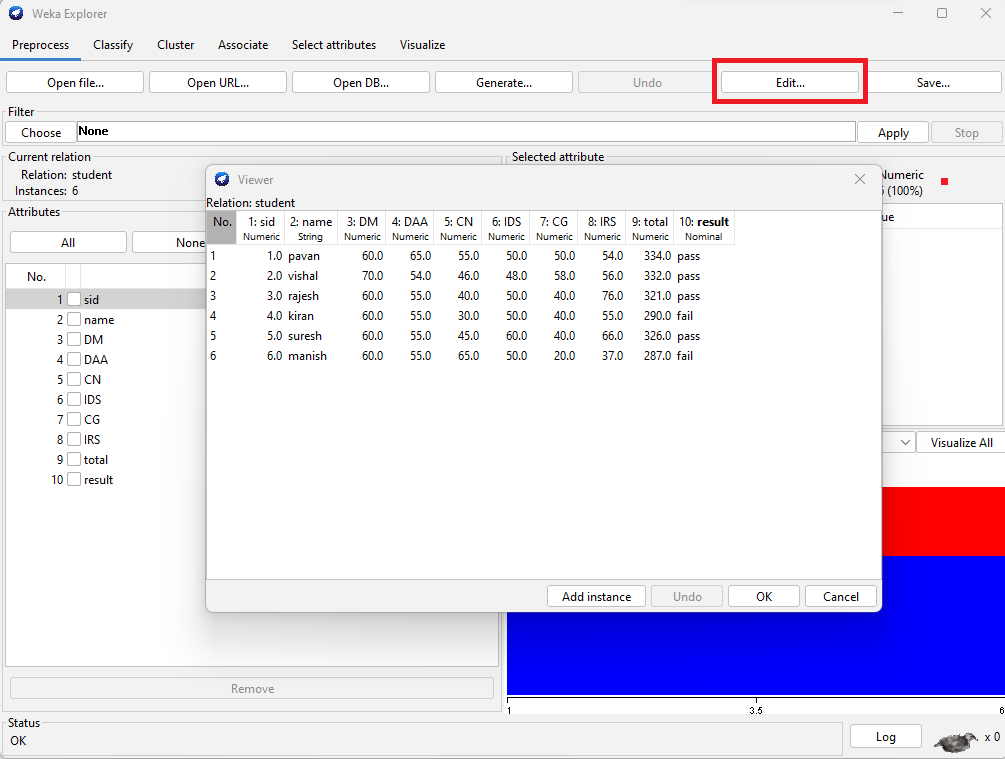 Weka Explorer
Preprocess Classify Cluster Associate Select attributes Visualize
Open file... Open URL... Open DB... Generate... Undo Edit... Save...
Filter
Choose None Apply Stop
Current relation
Relation: student
Instances: 6
Selected attribute
Numeric
(100%)
Attributes
All None
No.
1 sid
2 name
3 DM
4 DAA
5 CN
6 IDS
7 CG
8 IRS
9 total
10 result
Remove
Viewer
Relation: student
No. 1: sid 2: name 3: DM 4: DAA 5: CN 6: IDS 7: CG 8: IRS 9: total 10: result
Numeric String Numeric Numeric Numeric Numeric Numeric Numeric Numeric Nominal
1 1.0 pavan 60.0 65.0 55.0 50.0 50.0 54.0 334.0 pass
2 2.0 vishal 70.0 54.0 46.0 48.0 58.0 56.0 332.0 pass
3 3.0 rajesh 60.0 55.0 40.0 50.0 40.0 76.0 321.0 pass
4 4.0 kiran 60.0 55.0 30.0 50.0 40.0 55.0 290.0 fail
5 5.0 suresh 60.0 55.0 45.0 60.0 40.0 66.0 326.0 pass
6 6.0 manish 60.0 55.0 65.0 50.0 20.0 37.0 287.0 fail
Add instance Undo OK Cancel
ue
Visualize All
1 3.5 6
Status
OK
Log x 0